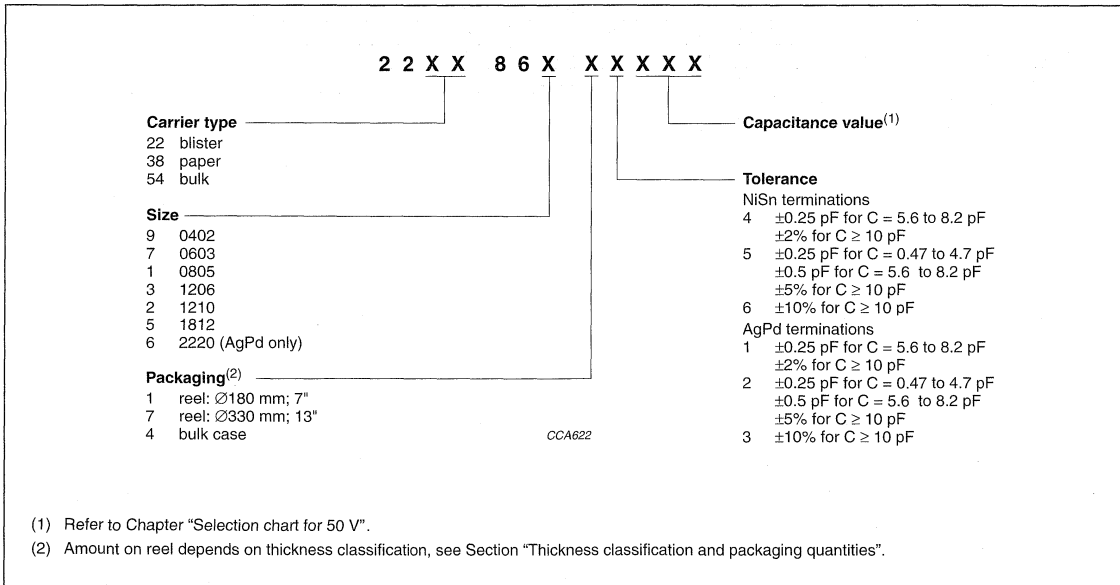 2 2 X X 8 6 X X X X X X
Carrier type
22 blister
38 paper
54 bulk
Size
9 0402
7 0603
1 0805
3 1206
2 1210
5 1812
6 2220 (AgPd only)
Packaging(2)
1 reel: ∅180 mm; 7"
7 reel: ∅330 mm; 13"
4 bulk case
CCA622
Capacitance value(1)
Tolerance
NiSn terminations
4 ±0.25 pF for C = 5.6 to 8.2 pF
±2% for C ≥ 10 pF
5 ±0.25 pF for C = 0.47 to 4.7 pF
±0.5 pF for C = 5.6 to 8.2 pF
±5% for C ≥ 10 pF
6 ±10% for C ≥ 10 pF
AgPd terminations
1 ±0.25 pF for C = 5.6 to 8.2 pF
±2% for C ≥ 10 pF
2 ±0.25 pF for C = 0.47 to 4.7 pF
±0.5 pF for C = 5.6 to 8.2 pF
±5% for C ≥ 10 pF
3 ±10% for C ≥ 10 pF
(1) Refer to Chapter “Selection chart for 50 V”.
(2) Amount on reel depends on thickness classification, see Section “Thickness classification and packaging quantities”.